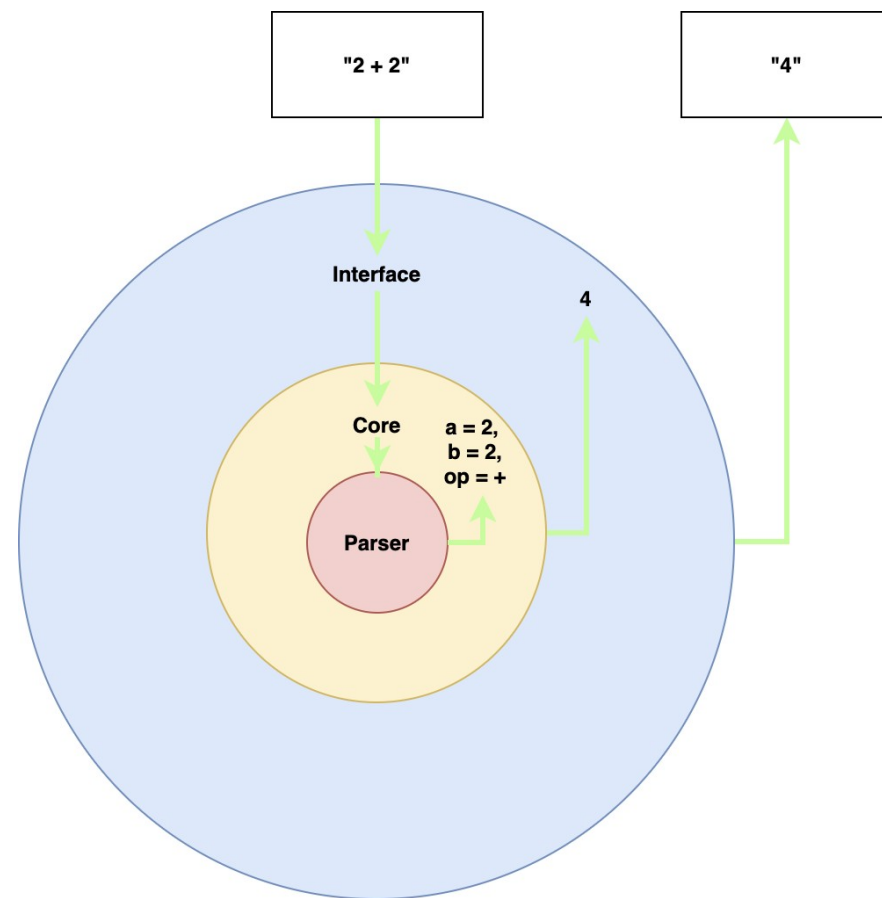 "2 + 2"
"4"
Interface
4
Core
a = 2,
b = 2,
op = +
Parser